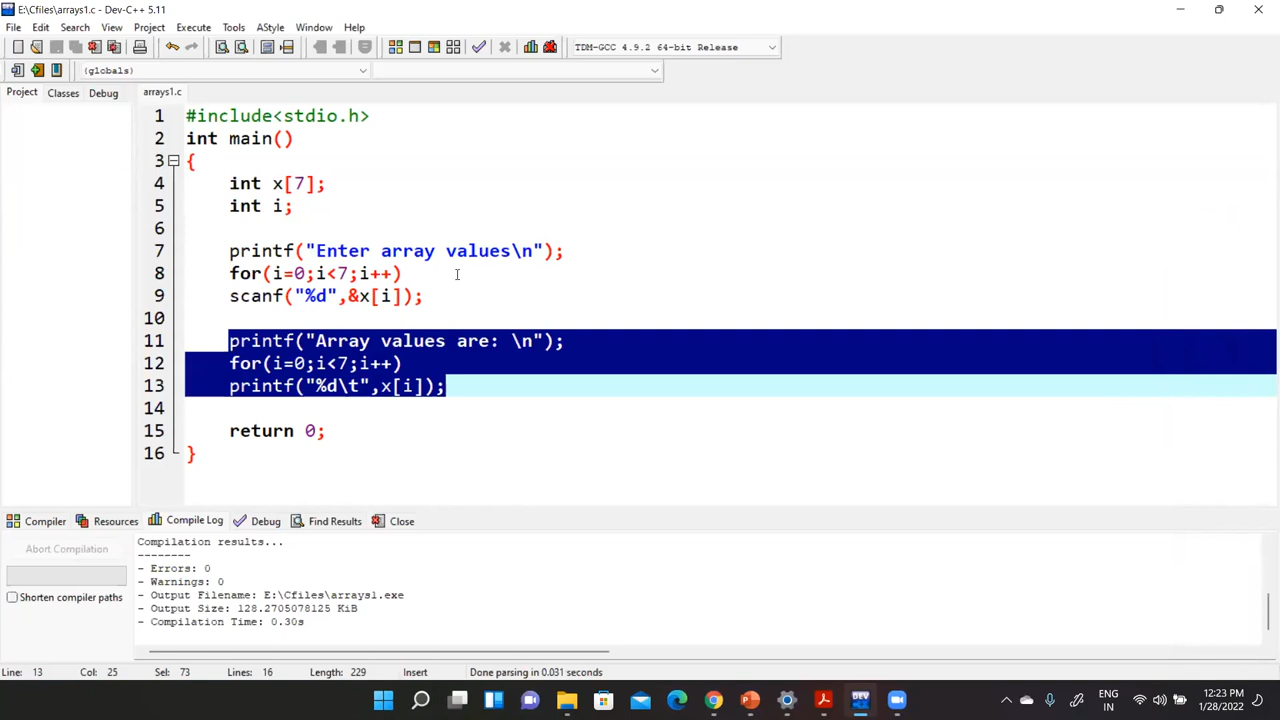 E:\Cfiles\arrays1.c - Dev-C++ 5.11
File Edit Search View Project Execute Tools AStyle Window Help
TDM-GCC 4.9.2 64-bit Release
(globals)
Project Classes Debug arrays1.c
1 #include<stdio.h>
2 int main()
3 {
4 int x[7];
5 int i;
6
7 printf("Enter array values\n");
8 for(i=0;i<7;i++)
9 scanf("%d",&x[i]);
10
11 printf("Array values are: \n");
12 for(i=0;i<7;i++)
13 printf("%d\t",x[i]);
14
15 return 0;
16 }
Compiler Resources Compile Log Debug Find Results Close
Abort Compilation
Shorten compiler paths
Compilation results...
--------
- Errors: 0
- Warnings: 0
- Output Filename: E:\Cfiles\arrays1.exe
- Output Size: 128.2705078125 KiB
- Compilation Time: 0.30s
Line: 13 Col: 25 Sel: 73 Lines: 16 Length: 229 Insert Done parsing in 0.031 seconds
DEV
ENG
IN
12:23 PM
1/28/2022